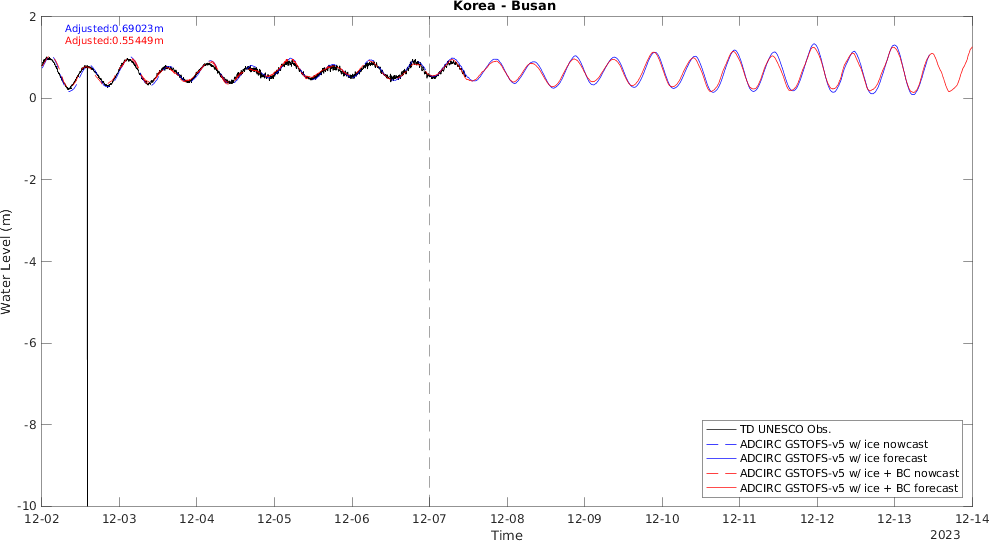 Korea - Busan
Adjusted:0.69023m
Adjusted:0.55449m
2
0
-2
-4
-6
-8
-10
Water Level (m)
TD UNESCO Obs.
ADCIRC GSTOFS-v5 w/ ice nowcast
ADCIRC GSTOFS-v5 w/ ice forecast
ADCIRC GSTOFS-v5 w/ ice + BC nowcast
ADCIRC GSTOFS-v5 w/ ice + BC forecast
12-02 12-03 12-04 12-05 12-06 12-07 12-08 12-09 12-10 12-11 12-12 12-13 12-14
Time
2023